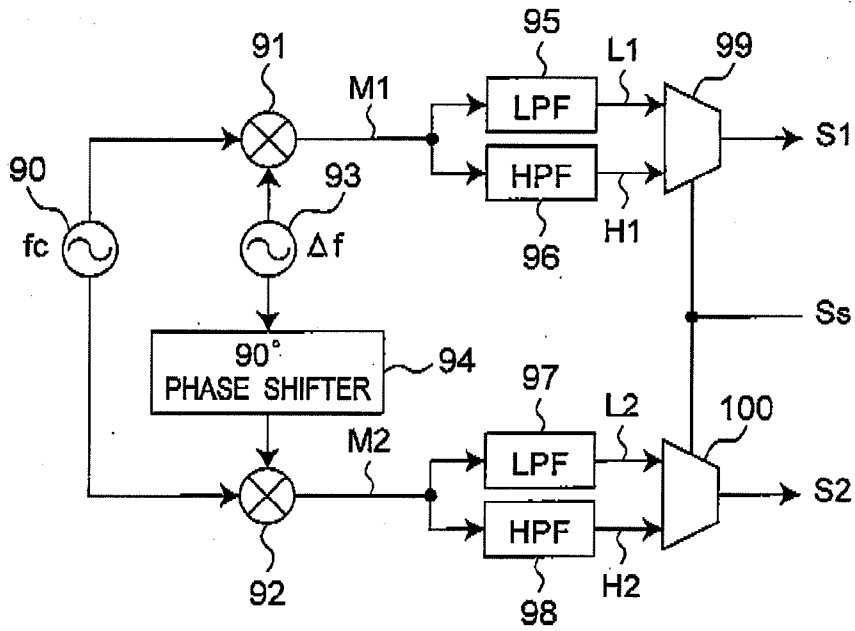 91
M1
95
LPF
L1
99
S1
90
fc
93
Δf
HPF
96
H1
Ss
90°
PHASE SHIFTER
94
M2
97
LPF
L2
100
S2
92
HPF
98
H2